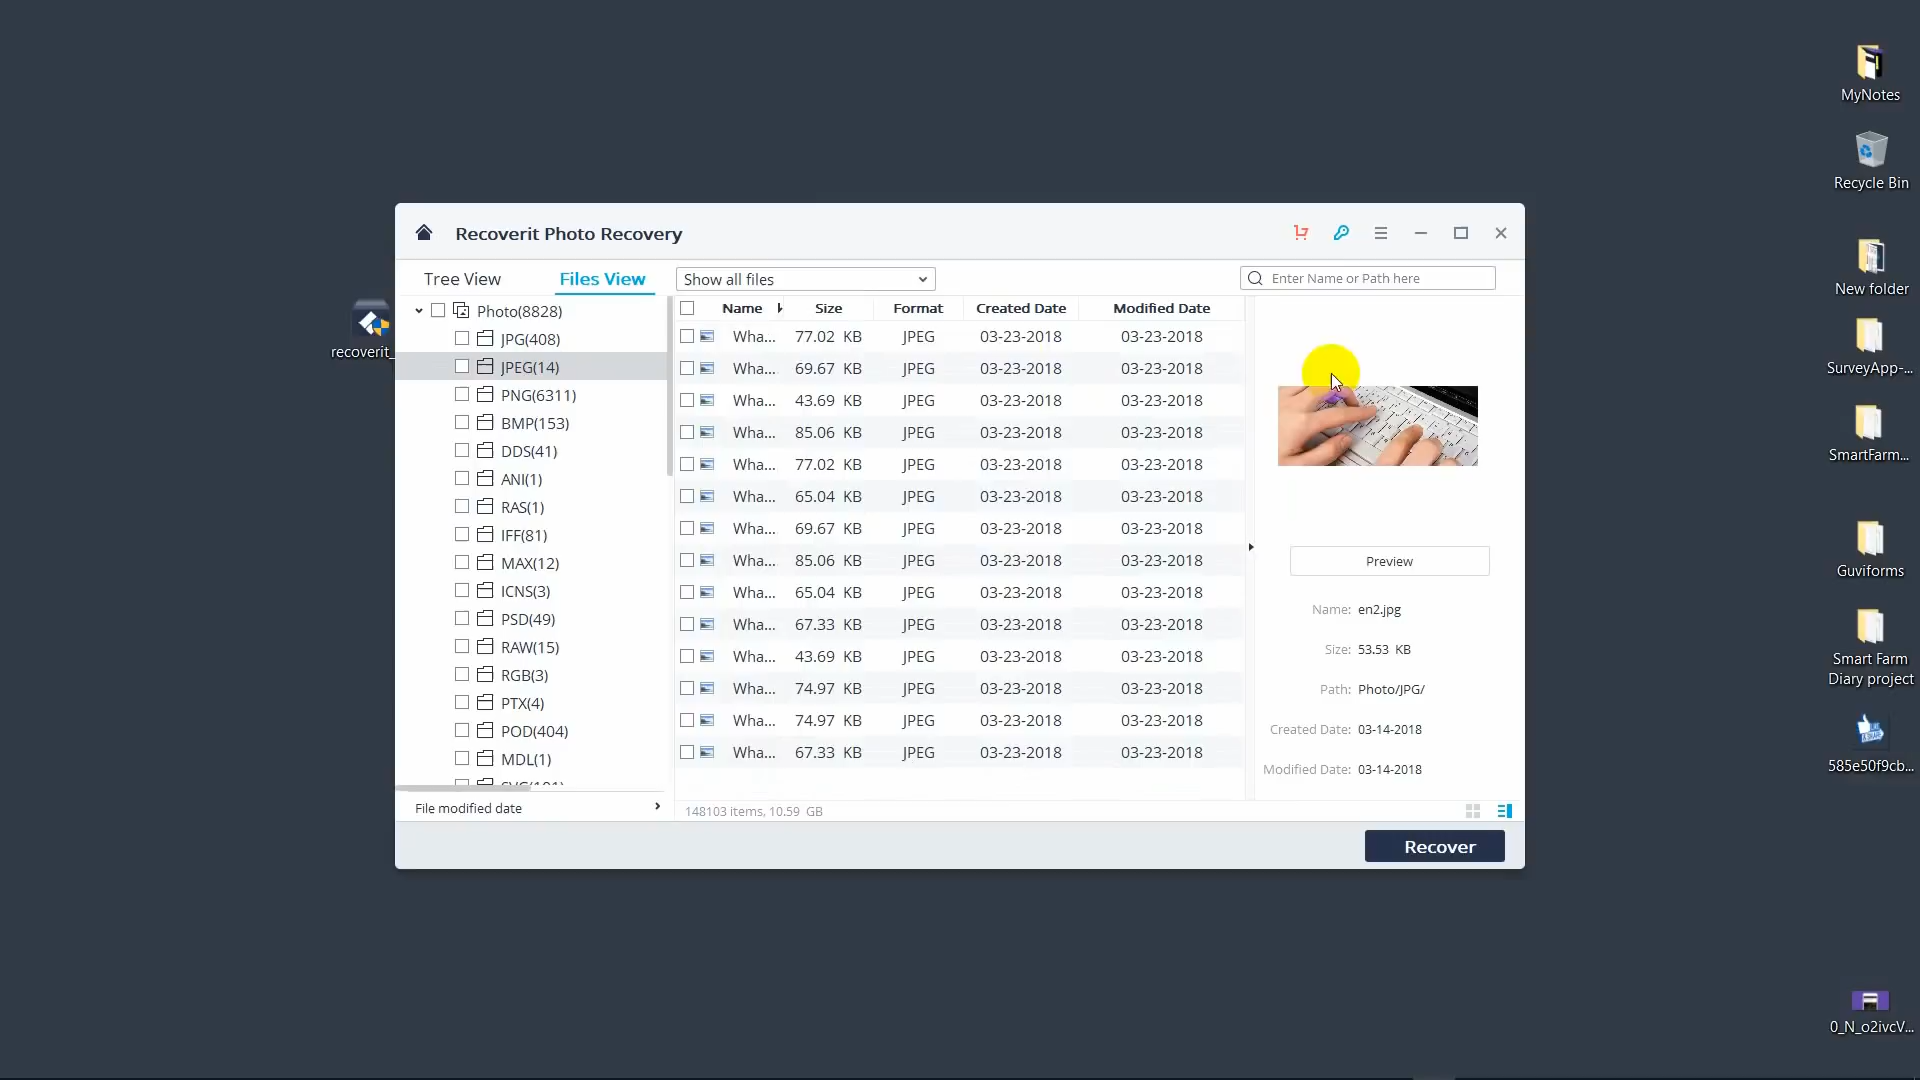 MyNotes
Recycle Bin
New folder
SurveyApp-...
SmartFarm...
Guviforms
Smart Farm
Diary project
585e50f9cb...
0_N_o2ivcV...
recoverit_
Recoverit Photo Recovery
Tree View
Files View
Show all files
Enter Name or Path here
Photo(8828)
JPG(408)
JPEG(14)
PNG(6311)
BMP(153)
DDS(41)
ANI(1)
RAS(1)
IFF(81)
MAX(12)
ICNS(3)
PSD(49)
RAW(15)
RGB(3)
PTX(4)
POD(404)
MDL(1)
File modified date
Name Size Format Created Date Modified Date
Wha... 77.02 KB JPEG 03-23-2018 03-23-2018
Wha... 69.67 KB JPEG 03-23-2018 03-23-2018
Wha... 43.69 KB JPEG 03-23-2018 03-23-2018
Wha... 85.06 KB JPEG 03-23-2018 03-23-2018
Wha... 77.02 KB JPEG 03-23-2018 03-23-2018
Wha... 65.04 KB JPEG 03-23-2018 03-23-2018
Wha... 69.67 KB JPEG 03-23-2018 03-23-2018
Wha... 85.06 KB JPEG 03-23-2018 03-23-2018
Wha... 65.04 KB JPEG 03-23-2018 03-23-2018
Wha... 67.33 KB JPEG 03-23-2018 03-23-2018
Wha... 43.69 KB JPEG 03-23-2018 03-23-2018
Wha... 74.97 KB JPEG 03-23-2018 03-23-2018
Wha... 74.97 KB JPEG 03-23-2018 03-23-2018
Wha... 67.33 KB JPEG 03-23-2018 03-23-2018
148103 items, 10.59 GB
Preview
Name: en2.jpg
Size: 53.53 KB
Path: Photo/JPG/
Created Date: 03-14-2018
Modified Date: 03-14-2018
Recover